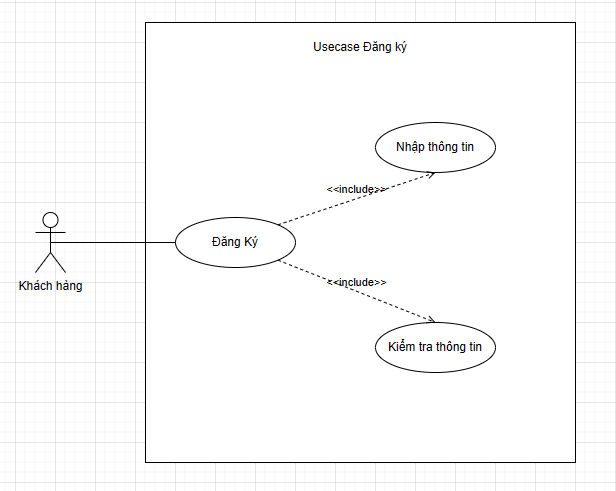 Usecase Đăng ký
Nhập thông tin
<<include>>
Đăng Ký
Khách hàng
<<include>>
Kiểm tra thông tin